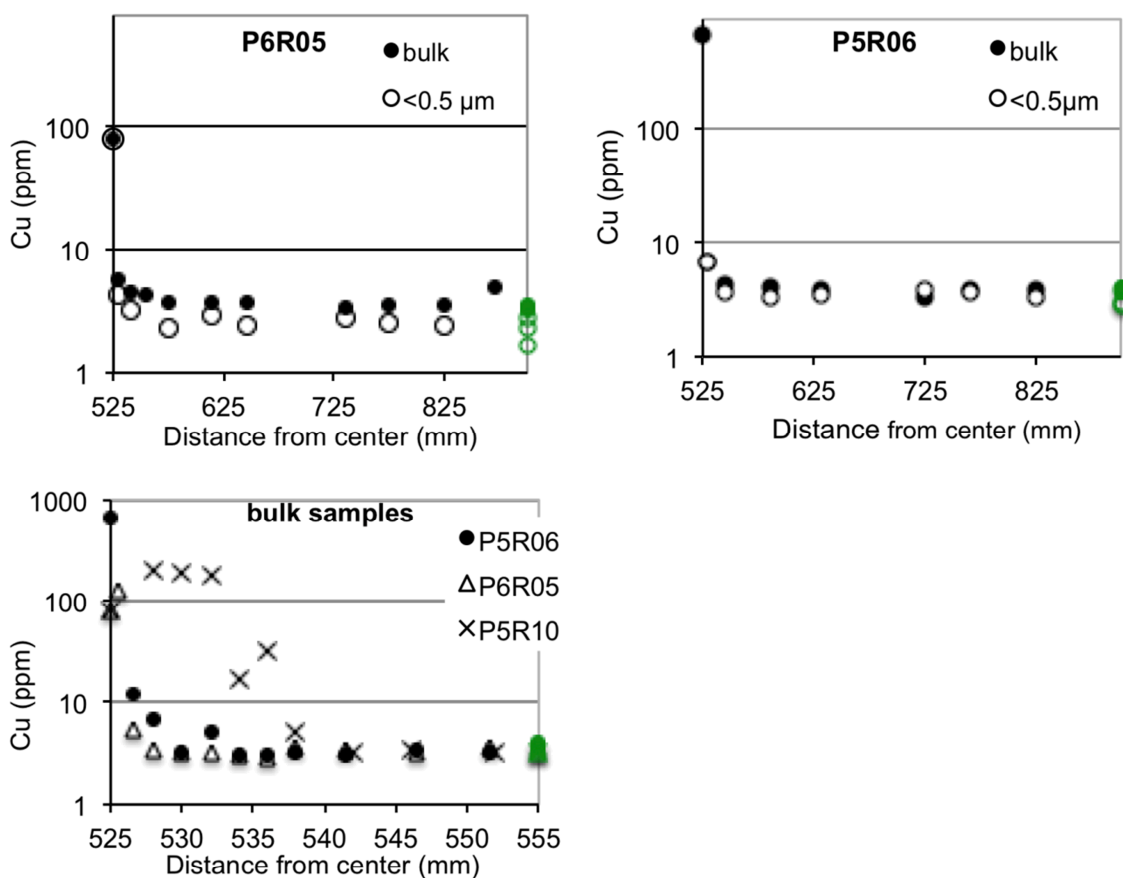 P6R05
bulk
<0.5 µm
100
10
1
Cu (ppm)
525 625 725 825
Distance from center (mm)
P5R06
bulk
<0.5µm
100
10
1
Cu (ppm)
525 625 725 825
Distance from center (mm)
bulk samples
P5R06
P6R05
P5R10
1000
100
10
1
Cu (ppm)
525 530 535 540 545 550 555
Distance from center (mm)